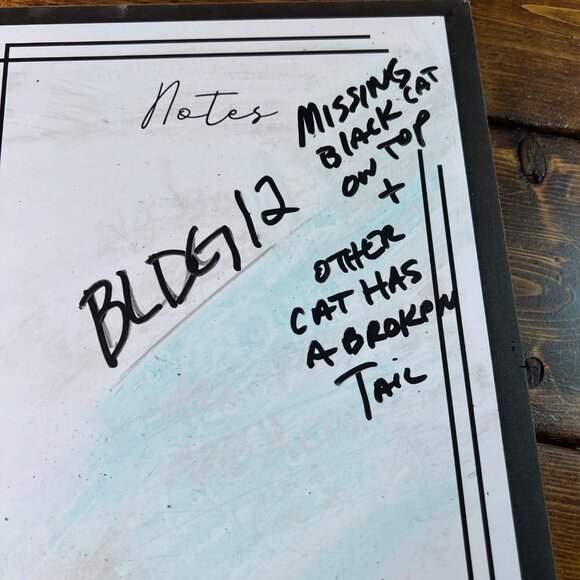 Notes
BLDG 12
MISSING
BLACK CAT
ON TOP
+
OTHER
CAT HAS
A BROKEN
TAIL